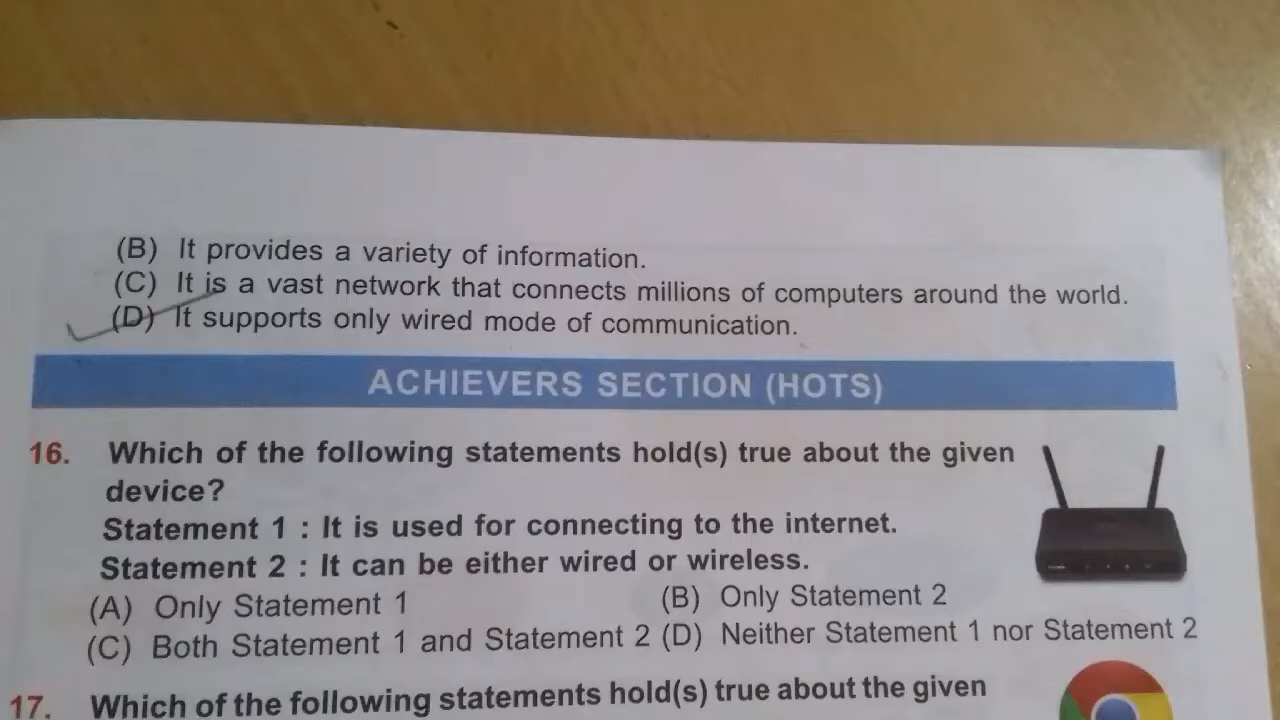 (B) It provides a variety of information.
(C) It is a vast network that connects millions of computers around the world.
(D) It supports only wired mode of communication.
ACHIEVERS SECTION (HOTS)
16. Which of the following statements hold(s) true about the given
device?
Statement 1 : It is used for connecting to the internet.
Statement 2 : It can be either wired or wireless.
(A) Only Statement 1 (B) Only Statement 2
(C) Both Statement 1 and Statement 2 (D) Neither Statement 1 nor Statement 2
17. Which of the following statements hold(s) true about the given